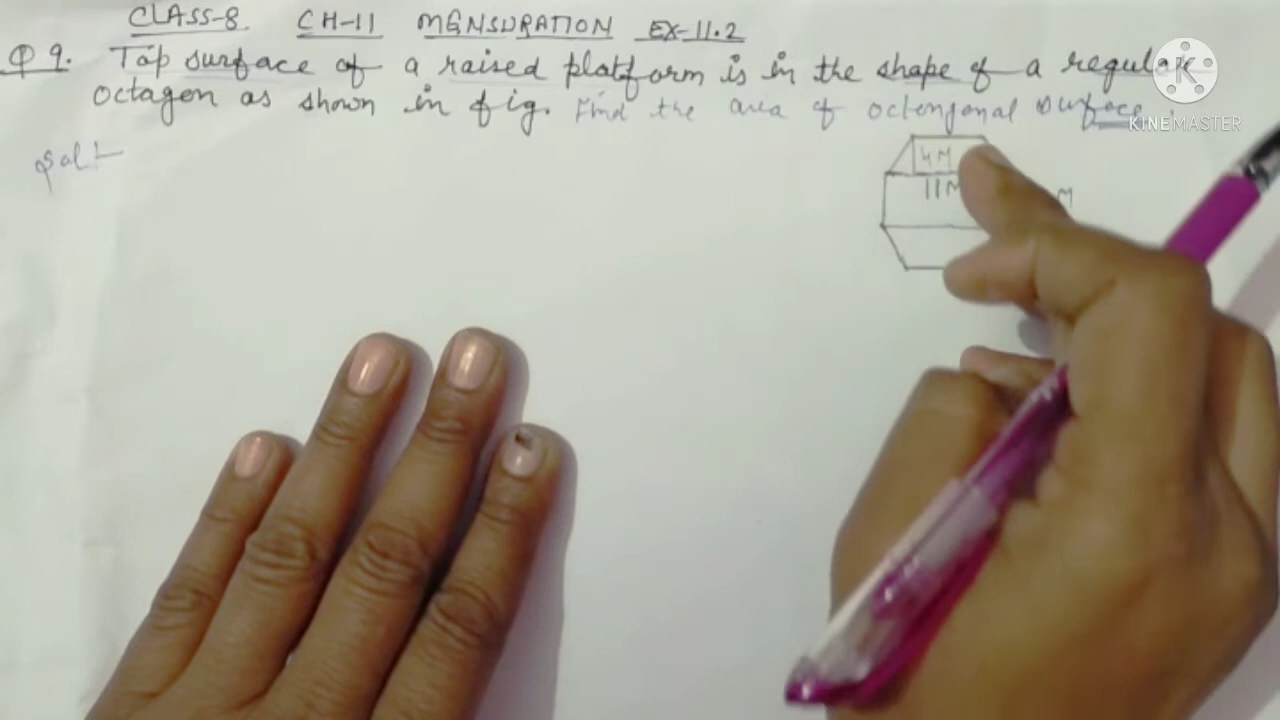 CLASS-8 CH-11 MENSURATION EX-11.2
Q 9. Top surface of a raised platform is in the shape of a regular
octagon as shown in fig. Find the area of octengonal surface.
Sol:-
4M
11M
M
K
KINEMASTER